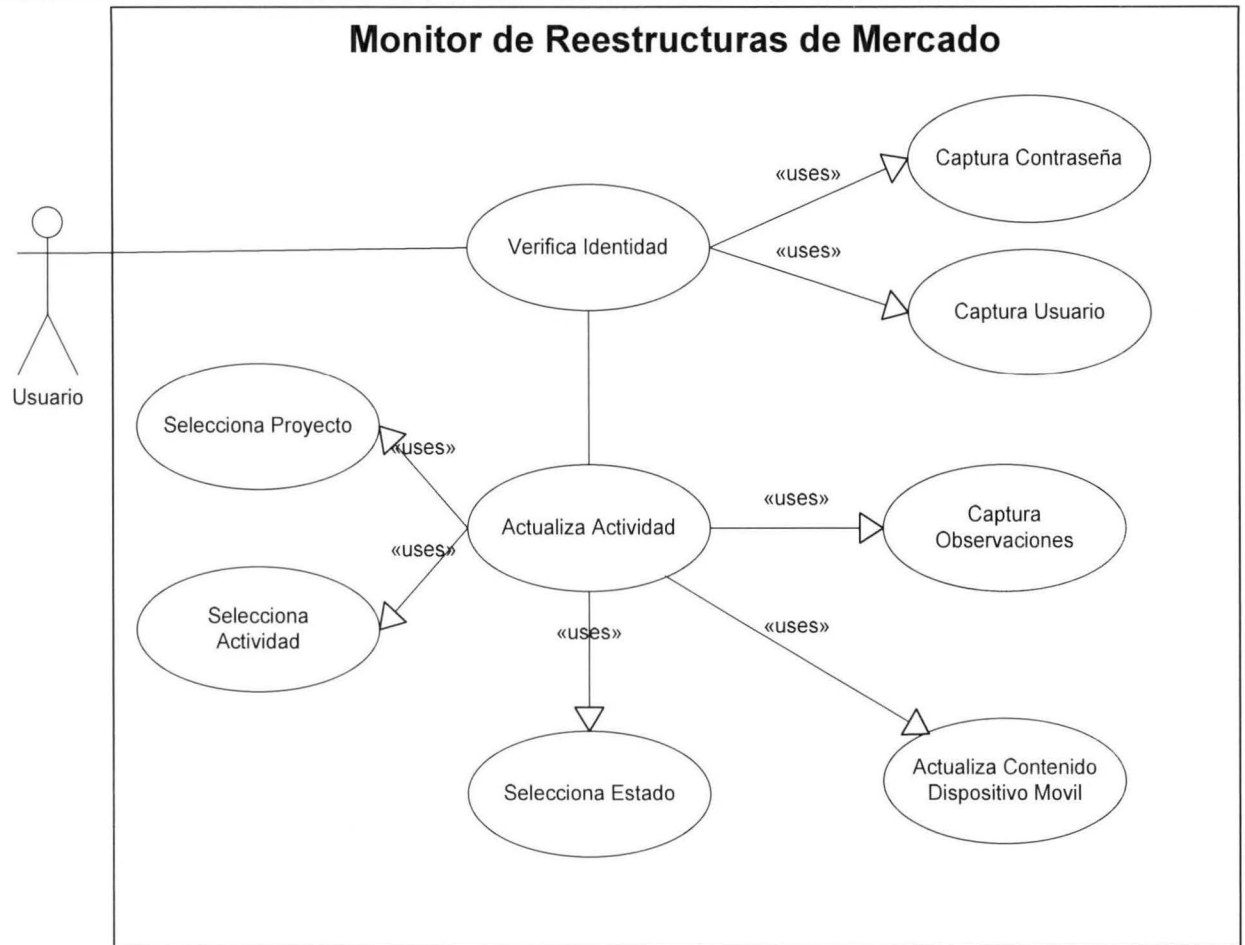 Monitor de Reestructuras de Mercado
Captura Contraseña
«uses»
Verifica Identidad
«uses»
Captura Usuario
Usuario
Selecciona Proyecto
«uses»
Actualiza Actividad
«uses»
Captura
Observaciones
«uses»
Selecciona
Actividad
«uses»
«uses»
Selecciona Estado
Actualiza Contenido
Dispositivo Movil